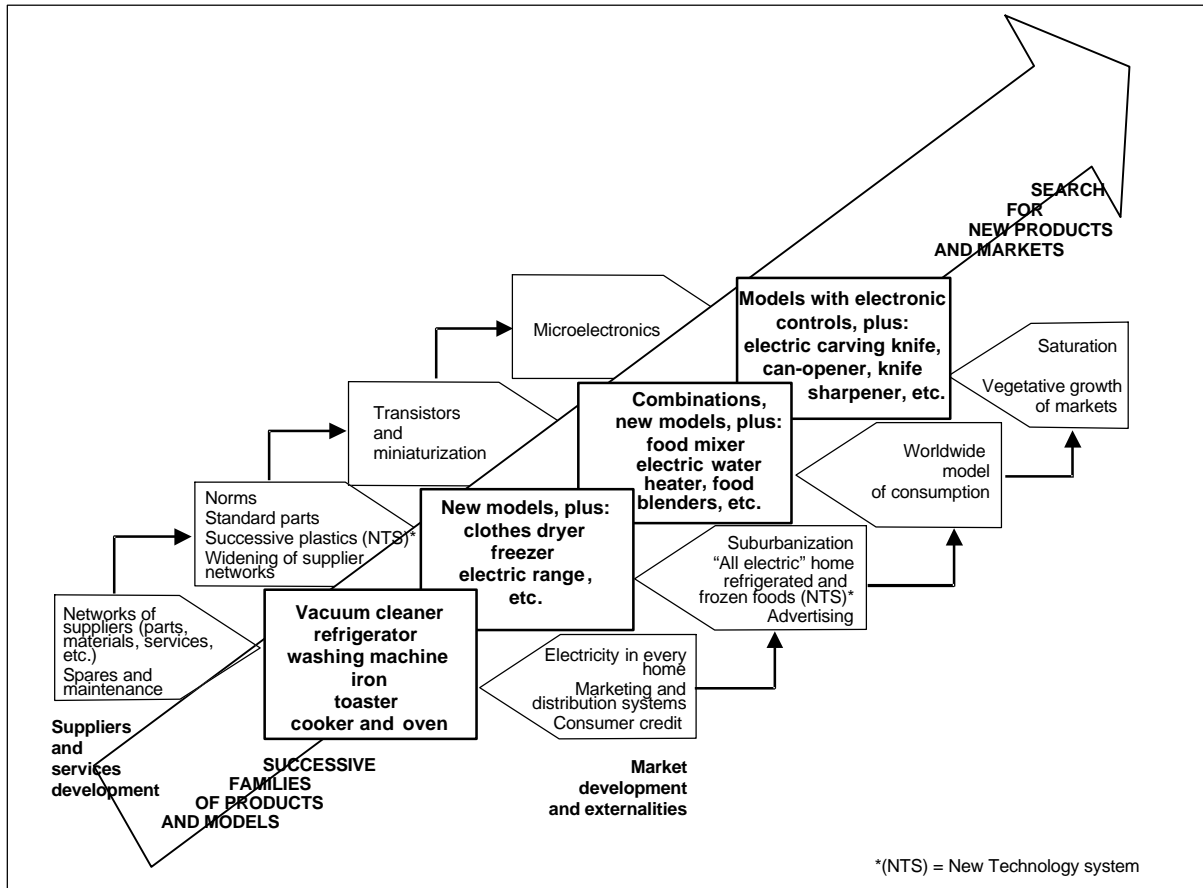 SEARCH
FOR
NEW PRODUCTS
AND MARKETS
Microelectronics
Models with electronic
controls, plus:
electric carving knife,
can-opener, knife
sharpener, etc.
Saturation
Vegetative growth
of markets
Transistors
and
miniaturization
Combinations,
new models, plus:
food mixer
electric water
heater, food
blenders, etc.
Worldwide
model
of consumption
Norms
Standard parts
Successive plastics (NTS)*
Widening of supplier
networks
New models, plus:
clothes dryer
freezer
electric range,
etc.
Suburbanization
“All electric” home
refrigerated and
frozen foods (NTS)*
Advertising
Networks of
suppliers (parts,
materials, services,
etc.)
Spares and
maintenance
Vacuum cleaner
refrigerator
washing machine
iron
toaster
cooker and oven
Electricity in every
home
Marketing and
distribution systems
Consumer credit
Suppliers
and
services
development
SUCCESSIVE
FAMILIES
OF PRODUCTS
AND MODELS
Market
development
and externalities
*(NTS) = New Technology system